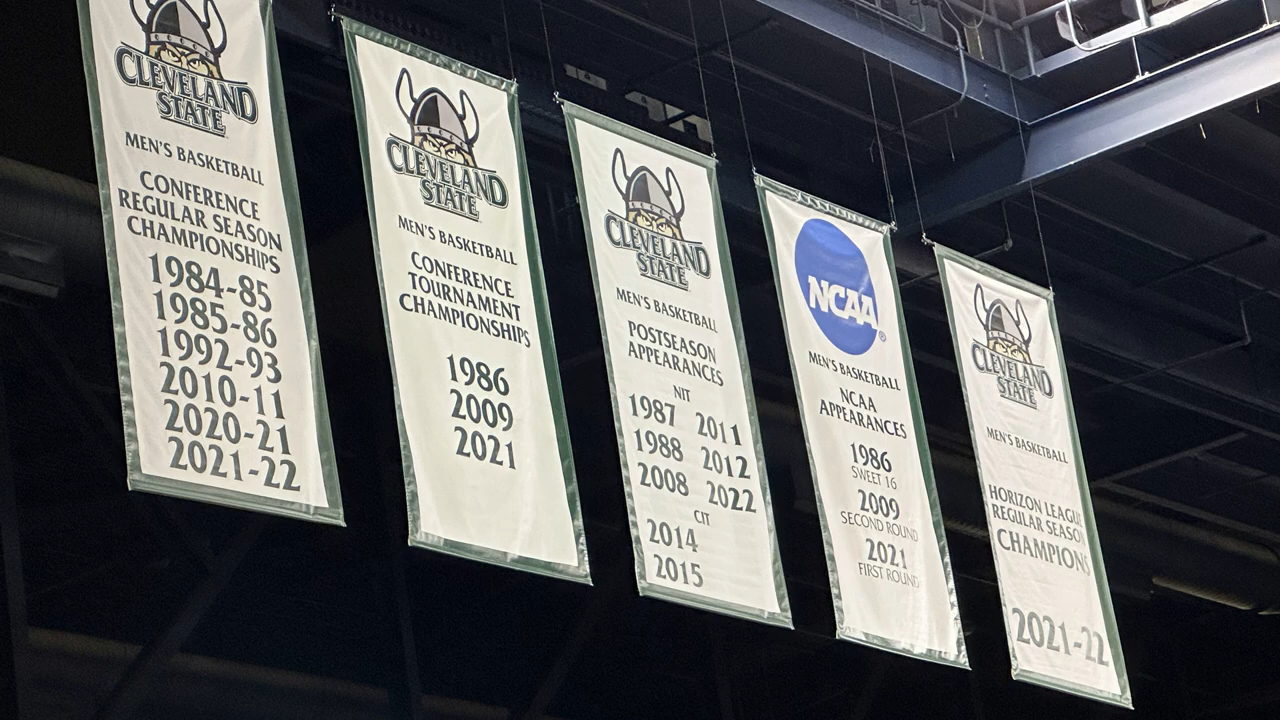 CLEVELAND
STATE
MEN'S BASKETBALL
CONFERENCE
REGULAR SEASON
CHAMPIONSHIPS
1984-85
1985-86
1992-93
2010-11
2020-21
2021-22
CLEVELAND
STATE
MEN'S BASKETBALL
CONFERENCE
TOURNAMENT
CHAMPIONSHIPS
1986
2009
2021
CLEVELAND
STATE
MEN'S BASKETBALL
POSTSEASON
APPEARANCES
NIT
1987 2011
1988 2012
2008 2022
CIT
2014
2015
NCAA®
MEN'S BASKETBALL
NCAA
APPEARANCES
1986
SWEET 16
2009
SECOND ROUND
2021
FIRST ROUND
CLEVELAND
STATE
MEN'S BASKETBALL
HORIZON LEAGUE
REGULAR SEASON
CHAMPIONS
2021-22